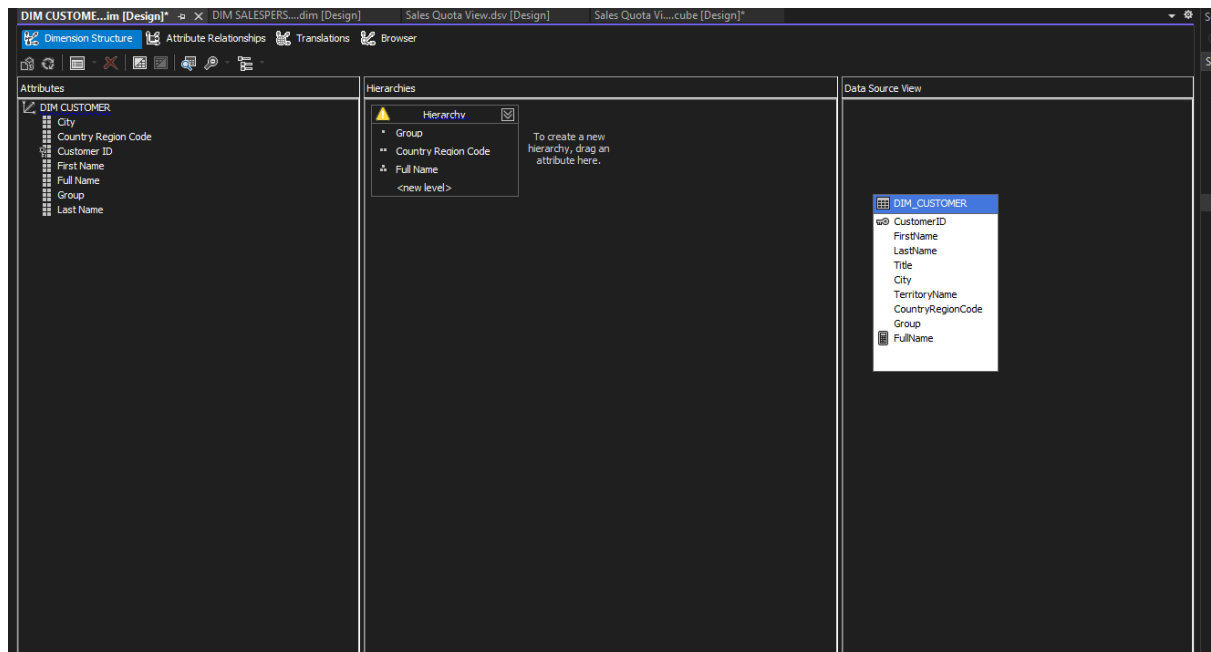 DIM CUSTOME...im [Design]* DIM SALESPERS....dim [Design] Sales Quota View.dsv [Design] Sales Quota Vi....cube [Design]*
Dimension Structure Attribute Relationships Translations Browser
Attributes
DIM CUSTOMER
City
Country Region Code
Customer ID
First Name
Full Name
Group
Last Name
Hierarchies
Hierarchy
Group
Country Region Code
Full Name
<new level>
To create a new
hierarchy, drag an
attribute here.
Data Source View
DIM_CUSTOMER
CustomerID
FirstName
LastName
Title
City
TerritoryName
CountryRegionCode
Group
FullName